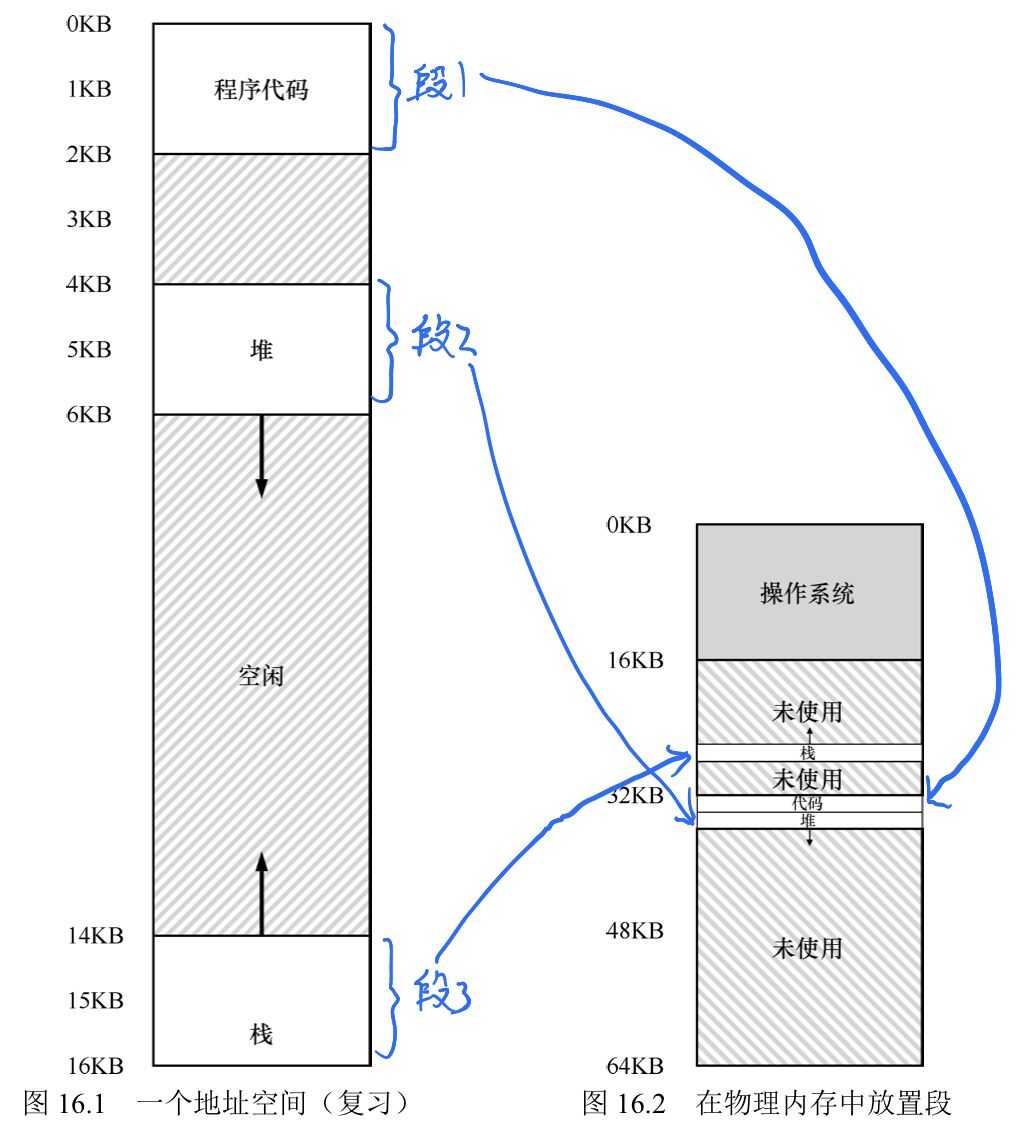 0KB
程序代码
段1
1KB
2KB
3KB
4KB
堆
段2
5KB
6KB
空闲
14KB
段3
15KB
栈
16KB
图 16.1 一个地址空间（复习）
0KB
操作系统
16KB
未使用
栈
未使用
32KB
代码
堆
48KB
未使用
64KB
图 16.2 在物理内存中放置段